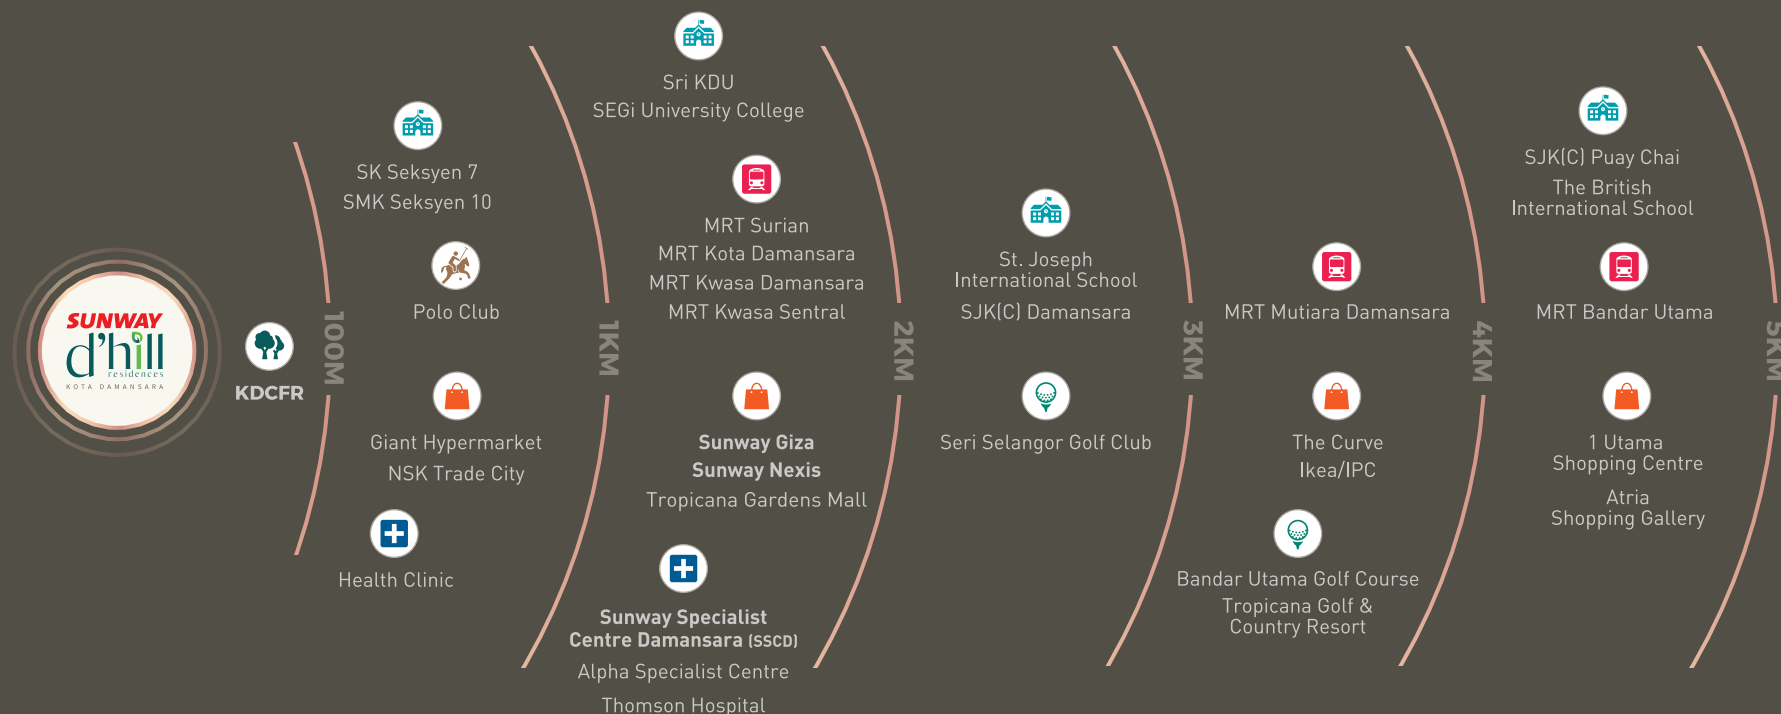 SUNWAY
d'hill
residences
KOTA DAMANSARA
KDCFR
100M
SK Seksyen 7
SMK Seksyen 10
Polo Club
Giant Hypermarket
NSK Trade City
Health Clinic
1KM
Sri KDU
SEGi University College
MRT Surian
MRT Kota Damansara
MRT Kwasa Damansara
MRT Kwasa Sentral
Sunway Giza
Sunway Nexis
Tropicana Gardens Mall
Sunway Specialist
Centre Damansara (SSCD)
Alpha Specialist Centre
Thomson Hospital
2KM
St. Joseph
International School
SJK(C) Damansara
Seri Selangor Golf Club
3KM
MRT Mutiara Damansara
The Curve
Ikea/IPC
Bandar Utama Golf Course
Tropicana Golf &
Country Resort
4KM
SJK(C) Puay Chai
The British
International School
MRT Bandar Utama
1 Utama
Shopping Centre
Atria
Shopping Gallery
5KM